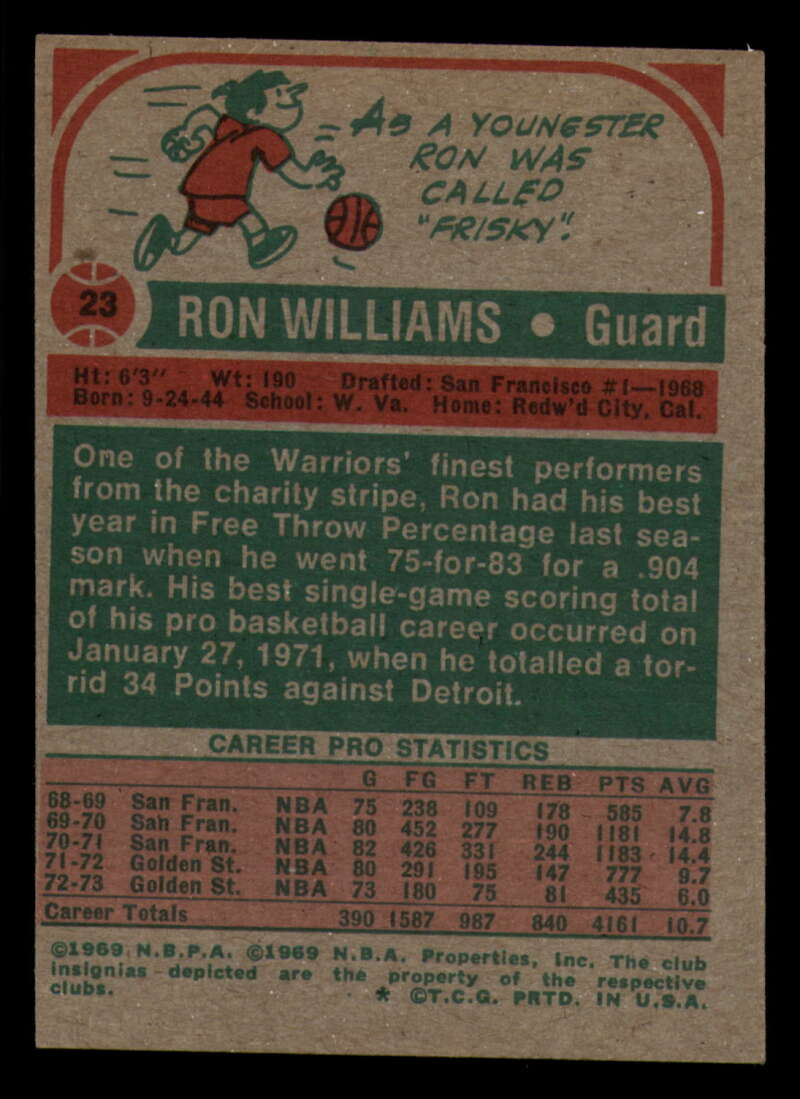 As A YOUNGSTER
RON WAS
CALLED
"FRISKY".
23
RON WILLIAMS • Guard
Ht: 6'3" Wt: 190 Drafted: San Francisco #1—1968
Born: 9-24-44 School: W. Va. Home: Redw'd City, Cal.
One of the Warriors' finest performers
from the charity stripe, Ron had his best
year in Free Throw Percentage last sea-
son when he went 75-for-83 for a .904
mark. His best single-game scoring total
of his pro basketball career occurred on
January 27, 1971, when he totalled a tor-
rid 34 Points against Detroit.
CAREER PRO STATISTICS
G FG FT REB PTS AVG
68-69 San Fran. NBA 75 238 109 178 585 7.8
69-70 San Fran. NBA 80 452 277 190 1181 14.8
70-71 San Fran. NBA 82 426 331 244 1183 14.4
71-72 Golden St. NBA 80 291 195 147 777 9.7
72-73 Golden St. NBA 73 180 75 81 435 6.0
Career Totals 390 1587 987 840 4161 10.7
©1969 N.B.P.A. ©1969 N.B.A. Properties, Inc. The club
insignias depicted are the property of the respective
clubs. * ©T.C.G. PRTD. IN U.S.A.